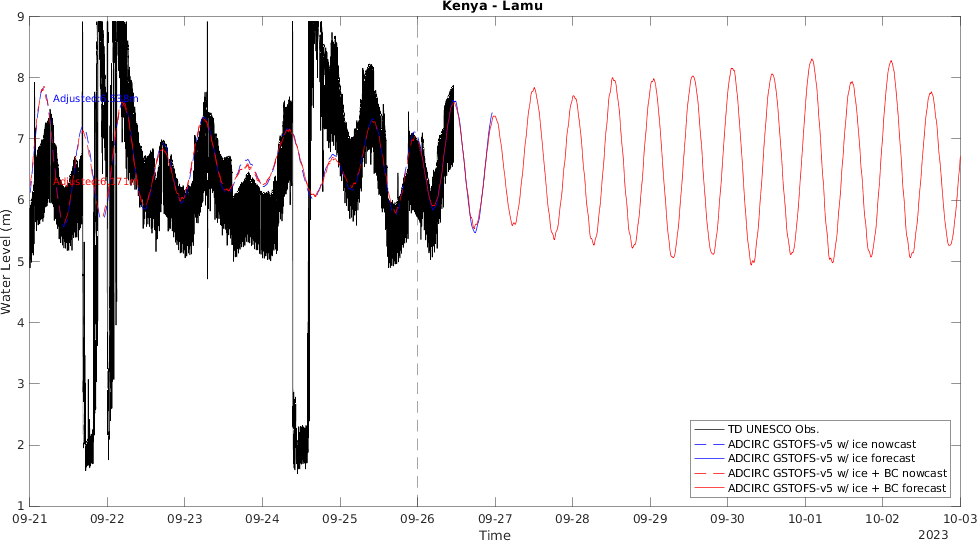 Kenya - Lamu
9
8
7
6
5
4
3
2
1
Water Level (m)
09-21
09-22
09-23
09-24
09-25
09-26
09-27
09-28
09-29
09-30
10-01
10-02
10-03
Time
2023
TD UNESCO Obs.
ADCIRC GSTOFS-v5 w/ ice nowcast
ADCIRC GSTOFS-v5 w/ ice forecast
ADCIRC GSTOFS-v5 w/ ice + BC nowcast
ADCIRC GSTOFS-v5 w/ ice + BC forecast